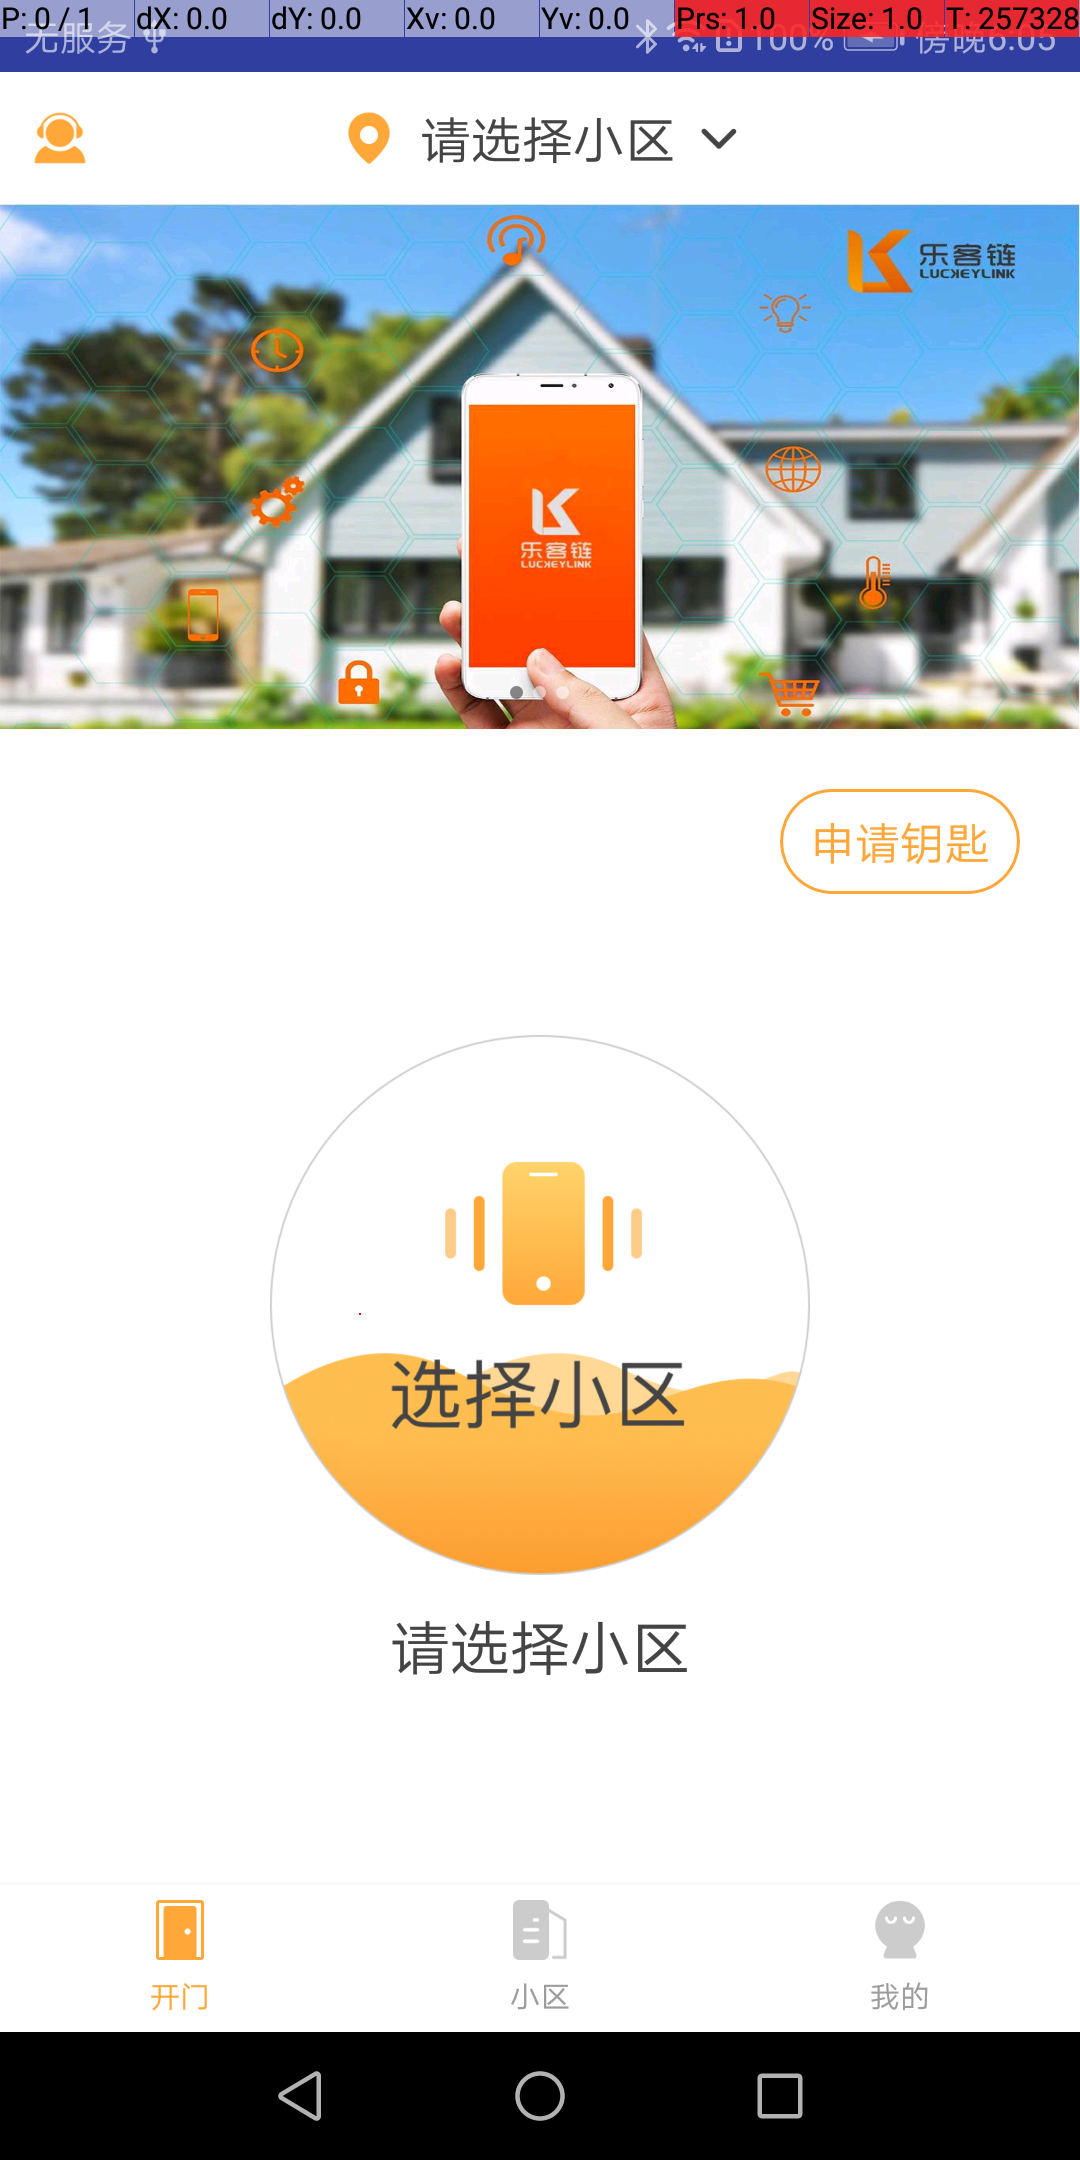 P: 0 / 1 dX: 0.0 dY: 0.0 Xv: 0.0 Yv: 0.0 Prs: 1.0 Size: 1.0 T: 257328
无服务 100% 傍晚6:05
请选择小区
乐客链
LUCKEYLINK
乐客链
LUCKEYLINK
申请钥匙
选择小区
请选择小区
开门 小区 我的